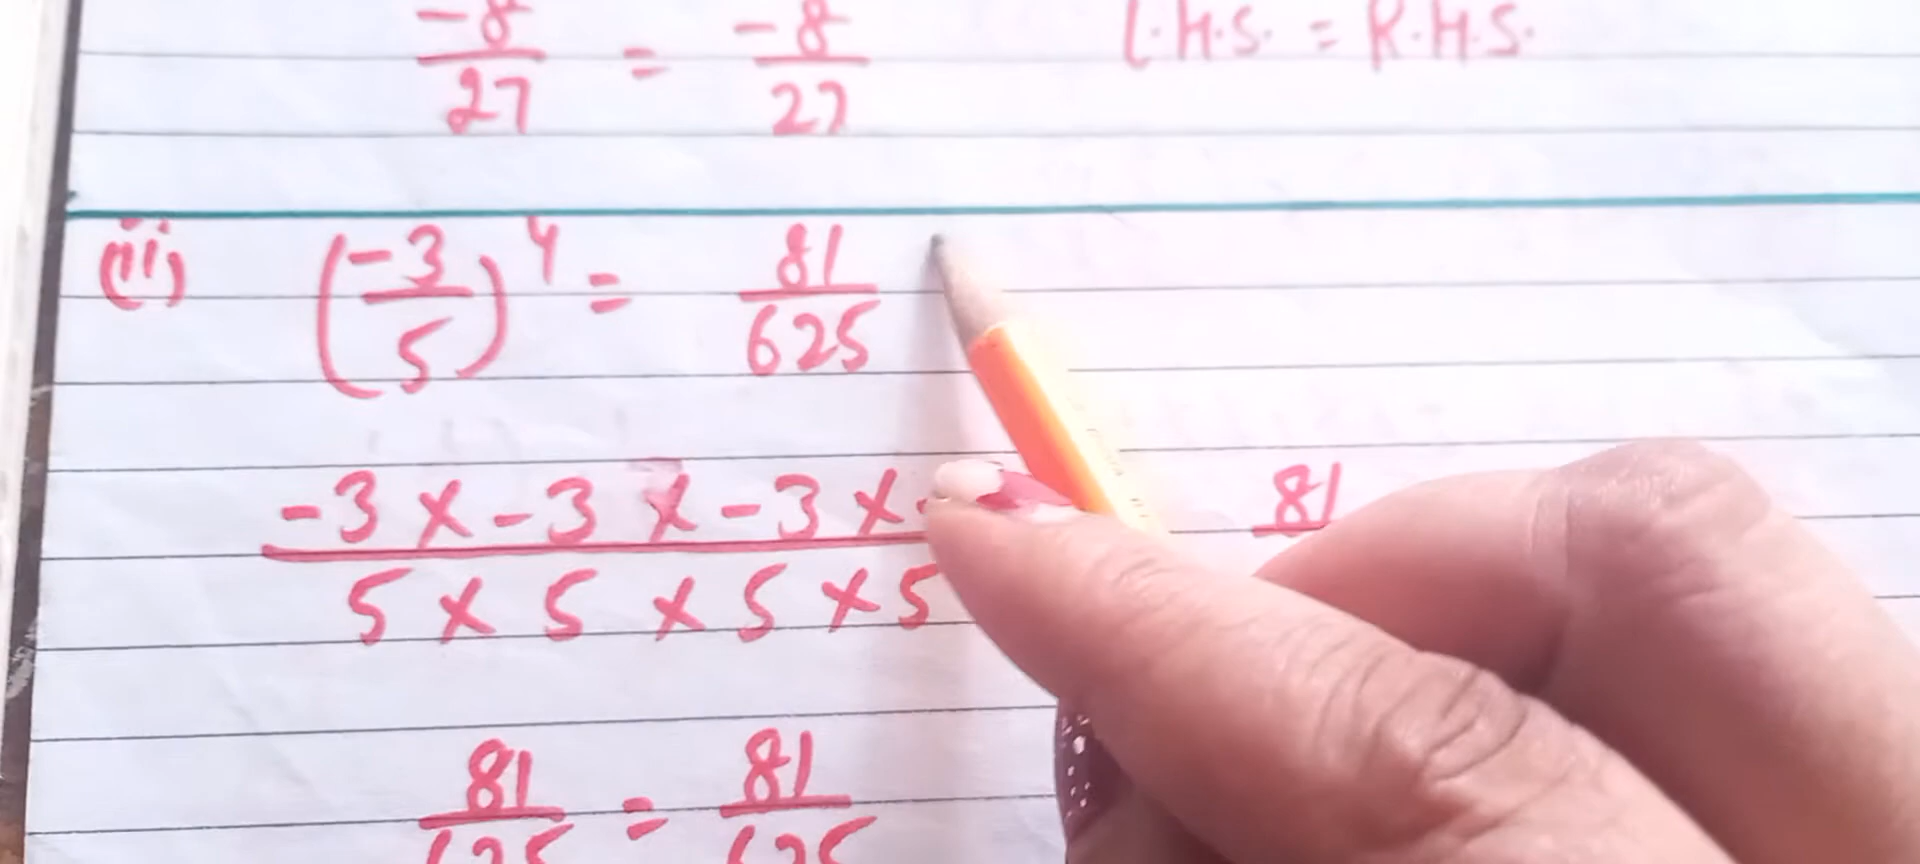 -8/27 = -8/27 L.H.S. = R.H.S.
(ii) (-3/5)^4 = 81/625
-3 x -3 x -3 x - / 5 x 5 x 5 x 5 81
81/625 = 81/625